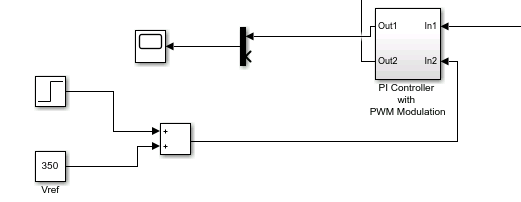 Out1
In1
Out2
In2
PI Controller
with
PWM Modulation
+
+
350
Vref